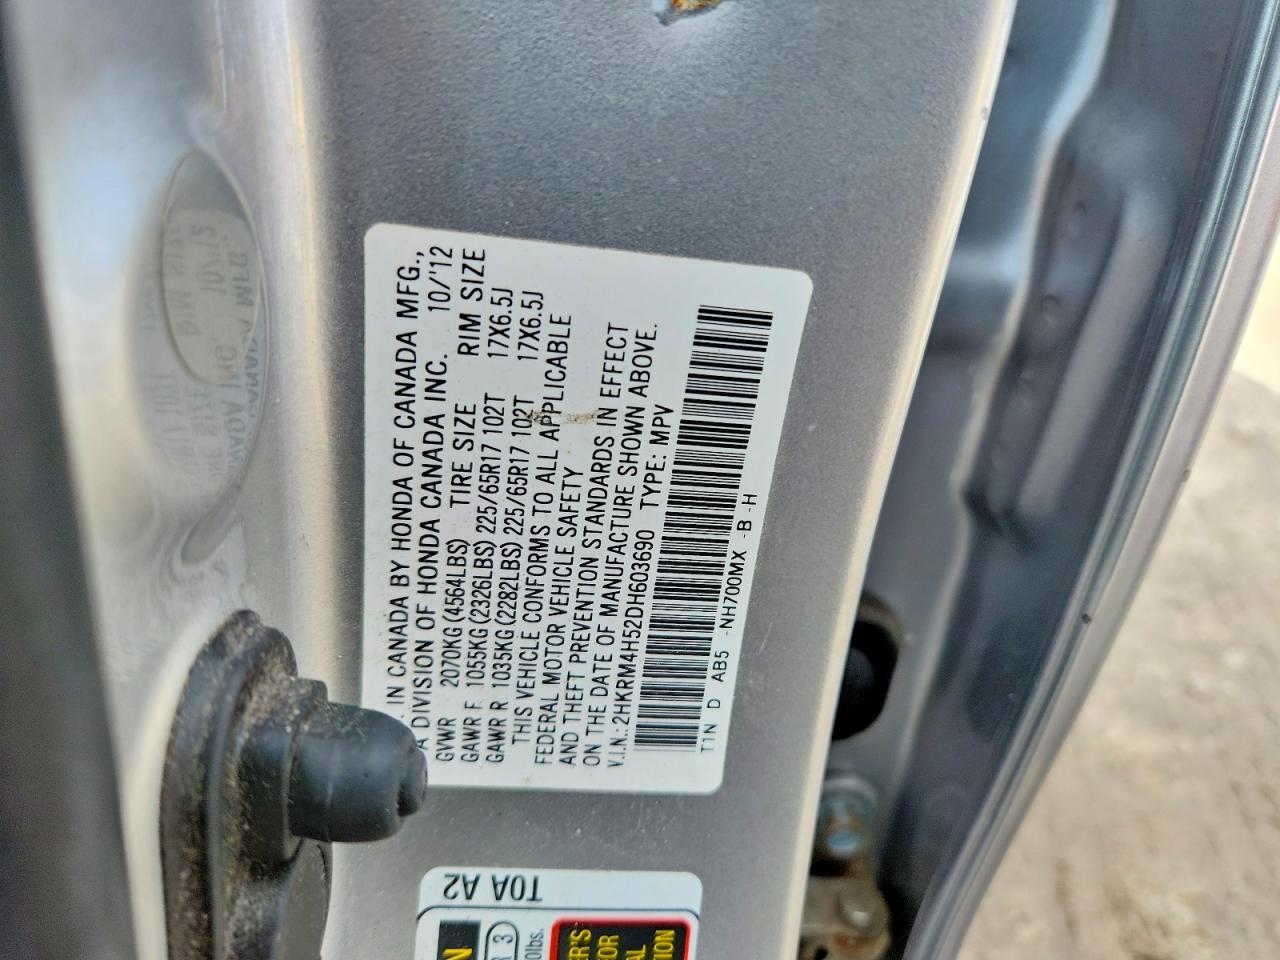 IN CANADA BY HONDA OF CANADA MFG.,
A DIVISION OF HONDA CANADA INC. 10/'12
GVWR 2070KG (4564LBS) TIRE SIZE RIM SIZE
GAWR F 1055KG (2326LBS) 225/65R17 102T 17X6.5J
GAWR R 1035KG (2282LBS) 225/65R17 102T 17X6.5J
THIS VEHICLE CONFORMS TO ALL APPLICABLE
FEDERAL MOTOR VEHICLE SAFETY
AND THEFT PREVENTION STANDARDS IN EFFECT
ON THE DATE OF MANUFACTURE SHOWN ABOVE.
V.I.N.: 2HKRM4H52DH603690 TYPE: MPV
T1N D AB5 -NH700MX -B -H
T0A A2
R 3
0lbs.